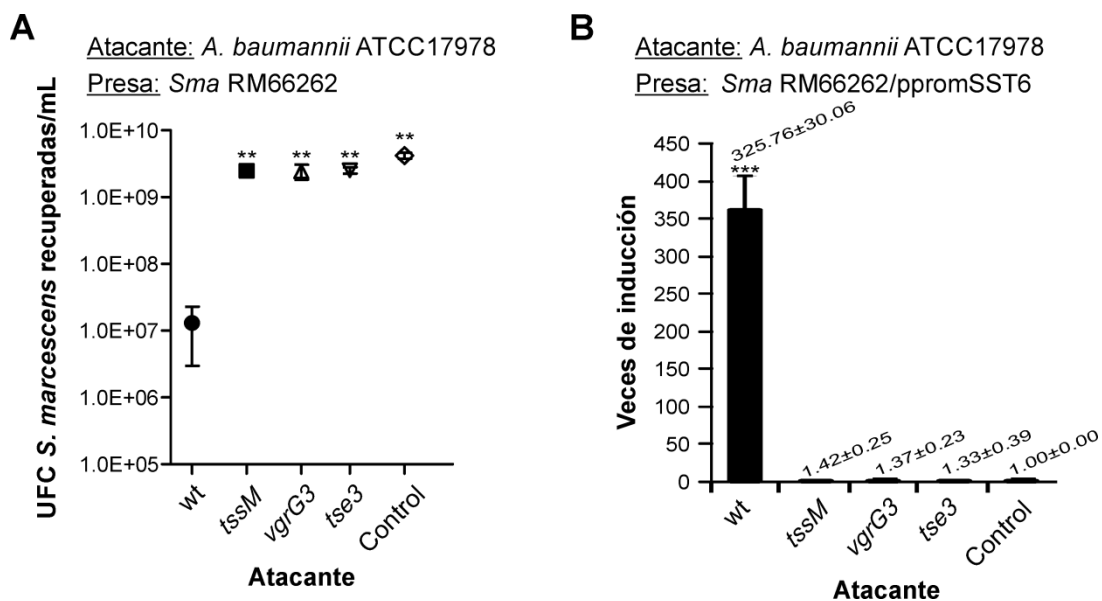 A
Atacante: A. baumannii ATCC17978
Presa: Sma RM66262
UFC S. marcescens recuperadas/mL
1.0E+10
1.0E+09
1.0E+08
1.0E+07
1.0E+06
1.0E+05
**
**
**
**
wt
tssM
vgrG3
tse3
Control
Atacante
B
Atacante: A. baumannii ATCC17978
Presa: Sma RM66262/ppromSST6
Veces de inducción
450
400
350
300
250
200
150
100
50
0
325.76±30.06
***
1.42±0.25
1.37±0.23
1.33±0.39
1.00±0.00
wt
tssM
vgrG3
tse3
Control
Atacante